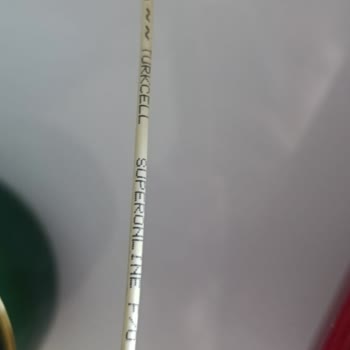 ~~ TURKCELL SUPERONLINE F/O